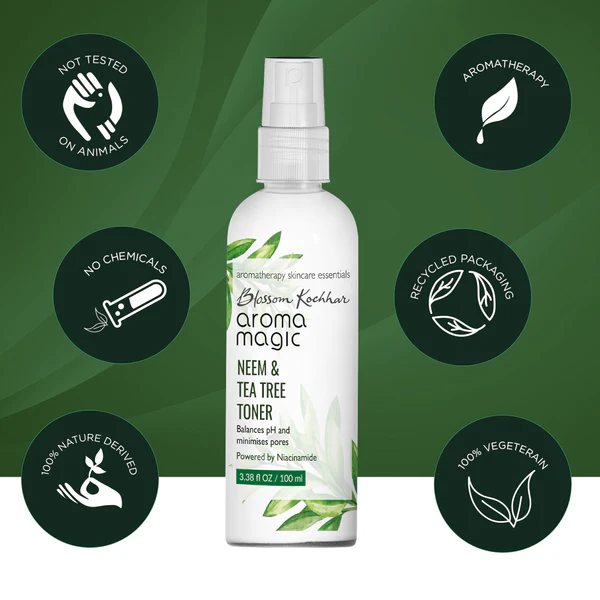 NOT TESTED
ON ANIMALS
AROMATHERAPY
NO CHEMICALS
RECYCLED PACKAGING
100% NATURE DERIVED
100% VEGETERAIN
aromatherapy skincare essentials
Blossom Kochhar
aroma
magic
NEEM &
TEA TREE
TONER
Balances pH and
minimises pores
Powered by Niacinamide
3.38 fl OZ / 100 ml